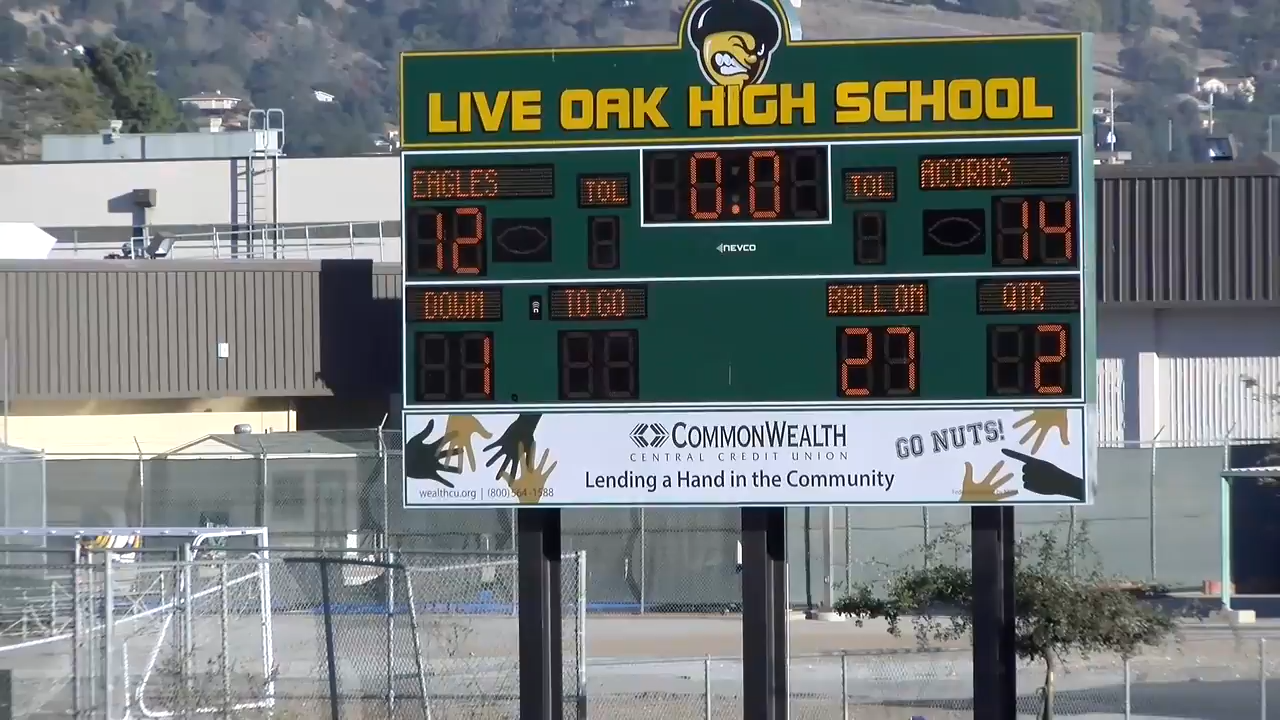 LIVE OAK HIGH SCHOOL
EAGLES TOL 0:0 TOL ACORNS
12 14
NEVCO
DOWN TO GO BALL ON QTR
1 27 2
COMMONWEALTH
CENTRAL CREDIT UNION
GO NUTS!
Lending a Hand in the Community
wealthcu.org | (800)564-1588